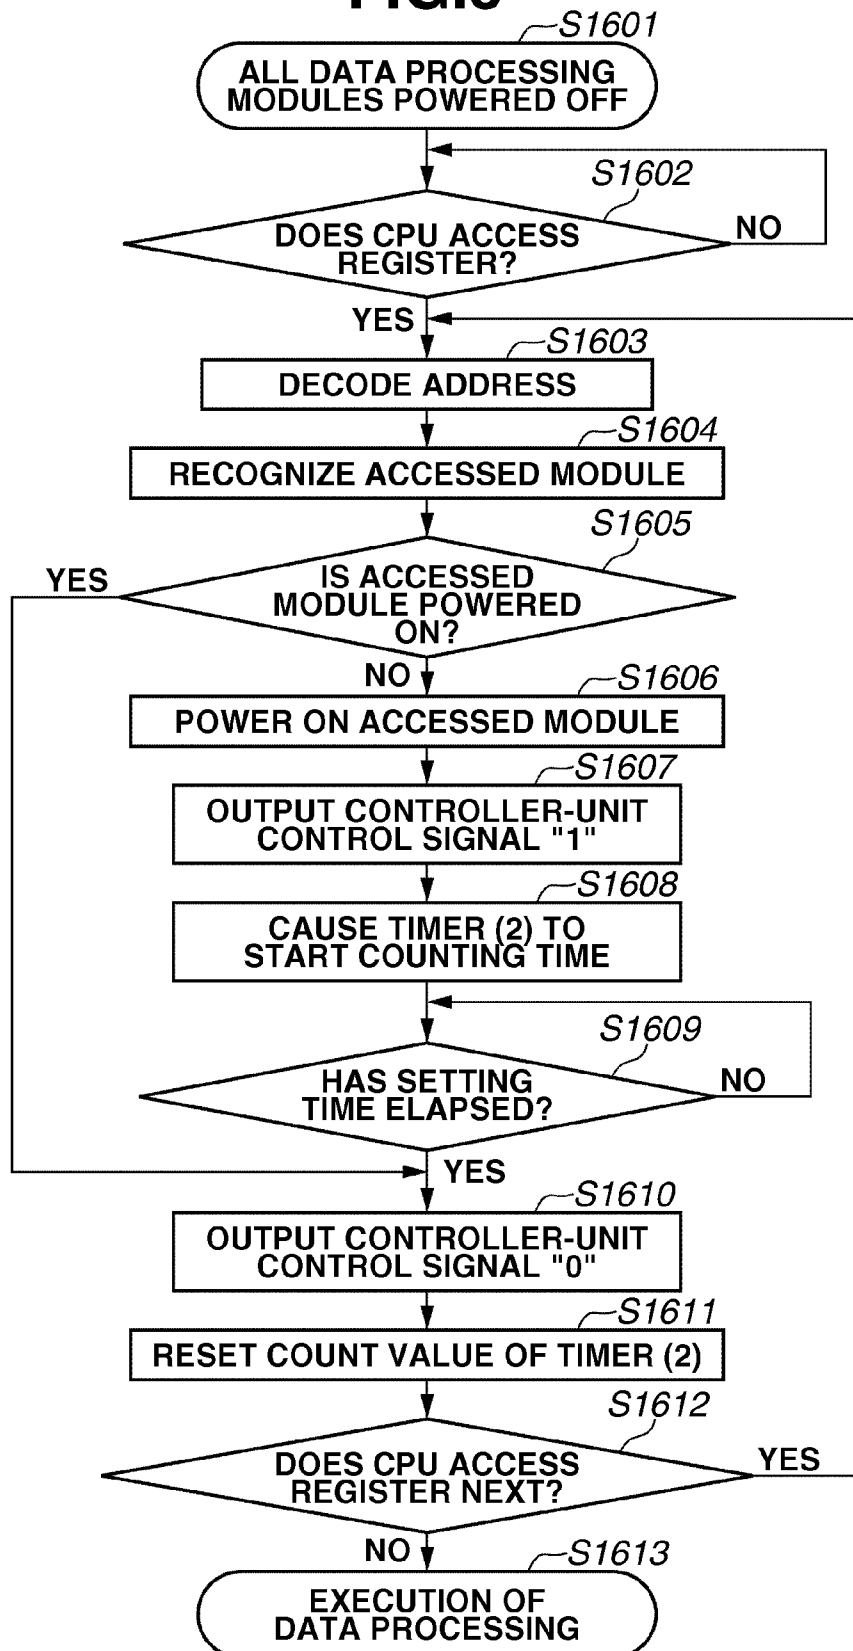 S1601
ALL DATA PROCESSING
MODULES POWERED OFF
S1602
DOES CPU ACCESS
REGISTER?
NO
YES
S1603
DECODE ADDRESS
S1604
RECOGNIZE ACCESSED MODULE
S1605
YES
IS ACCESSED
MODULE POWERED
ON?
NO
S1606
POWER ON ACCESSED MODULE
S1607
OUTPUT CONTROLLER-UNIT
CONTROL SIGNAL "1"
S1608
CAUSE TIMER (2) TO
START COUNTING TIME
S1609
HAS SETTING
TIME ELAPSED?
NO
YES
S1610
OUTPUT CONTROLLER-UNIT
CONTROL SIGNAL "0"
S1611
RESET COUNT VALUE OF TIMER (2)
S1612
DOES CPU ACCESS
REGISTER NEXT?
YES
NO
S1613
EXECUTION OF
DATA PROCESSING